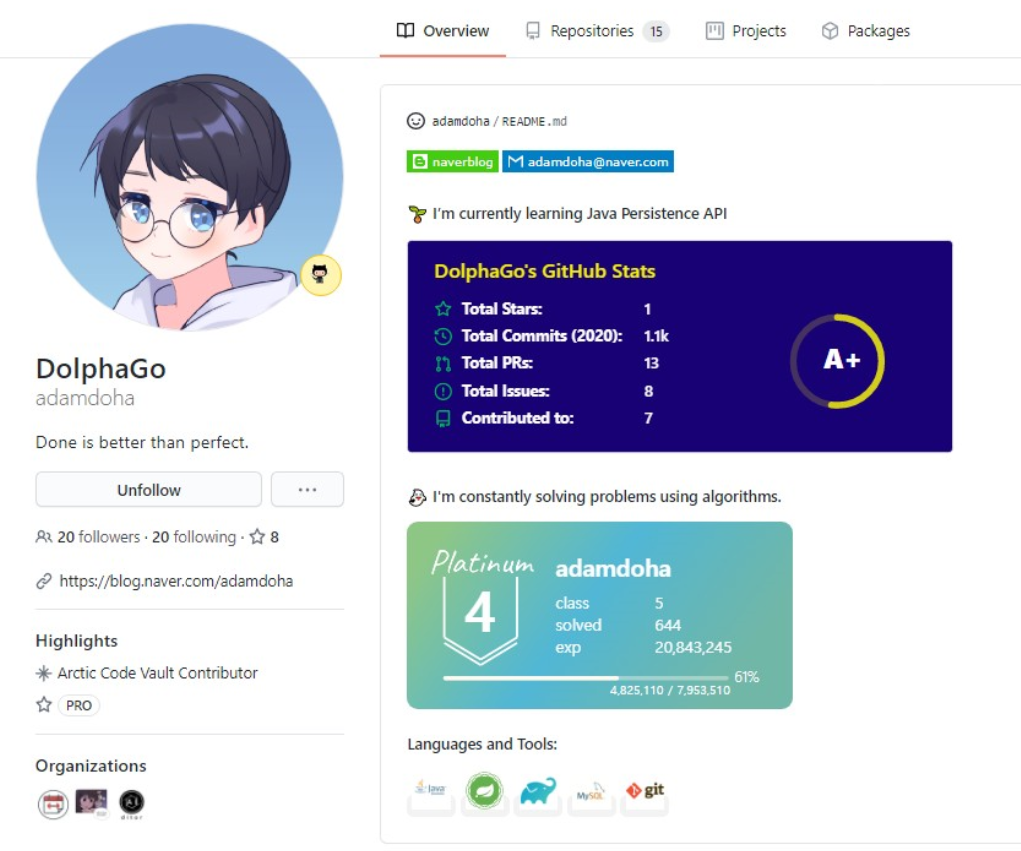 Overview
Repositories 15
Projects
Packages
adamdoha / README.md
naverblog
adamdoha@naver.com
I'm currently learning Java Persistence API
DolphaGo's GitHub Stats
Total Stars: 1
Total Commits (2020): 1.1k
Total PRs: 13
Total Issues: 8
Contributed to: 7
A+
DolphaGo
adamdoha
Done is better than perfect.
Unfollow
...
20 followers · 20 following · 8
https://blog.naver.com/adamdoha
Highlights
Arctic Code Vault Contributor
PRO
Organizations
I'm constantly solving problems using algorithms.
Platinum
4
adamdoha
class 5
solved 644
exp 20,843,245
61%
4,825,110 / 7,953,510
Languages and Tools:
Java
MySQL
git